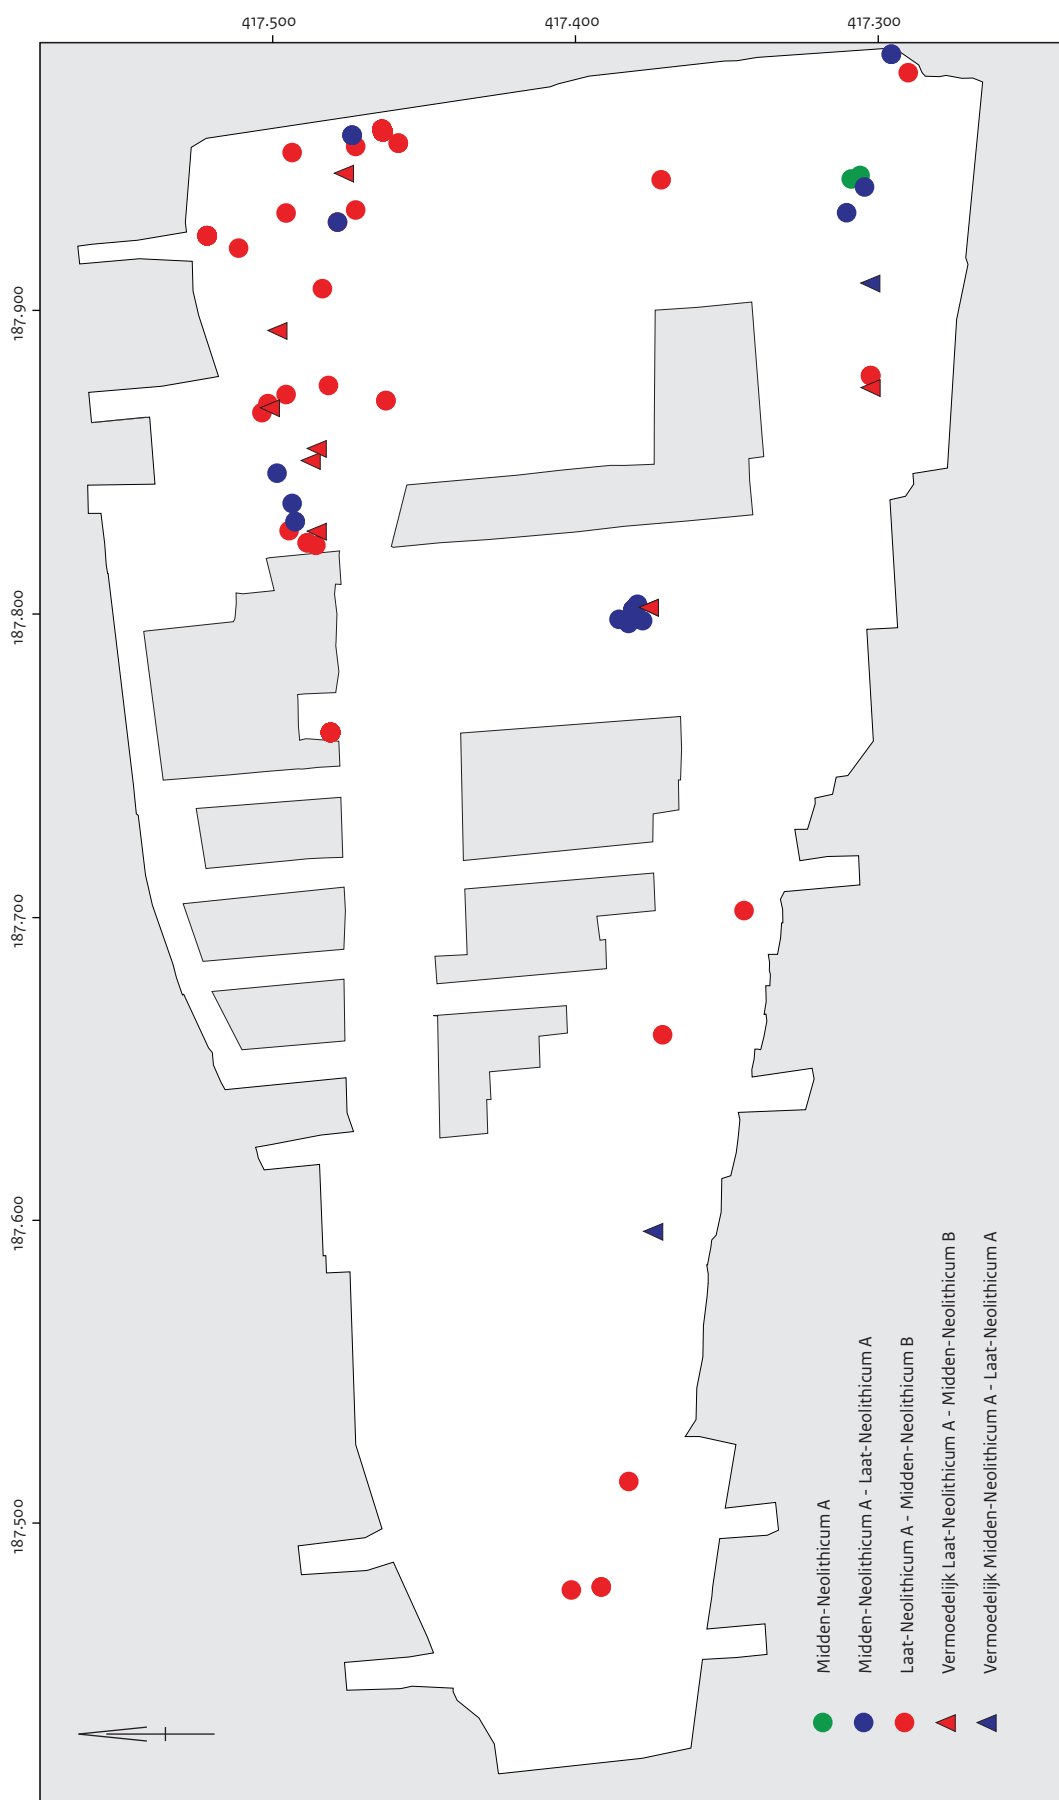 417.500
417.400
417.300
187.900
187.800
187.700
187.600
187.500
Midden-Neolithicum A
Midden-Neolithicum A - Laat-Neolithicum A
Laat-Neolithicum A - Midden-Neolithicum B
Vermoedelijk Laat-Neolithicum A - Midden-Neolithicum B
Vermoedelijk Midden-Neolithicum A - Laat-Neolithicum A